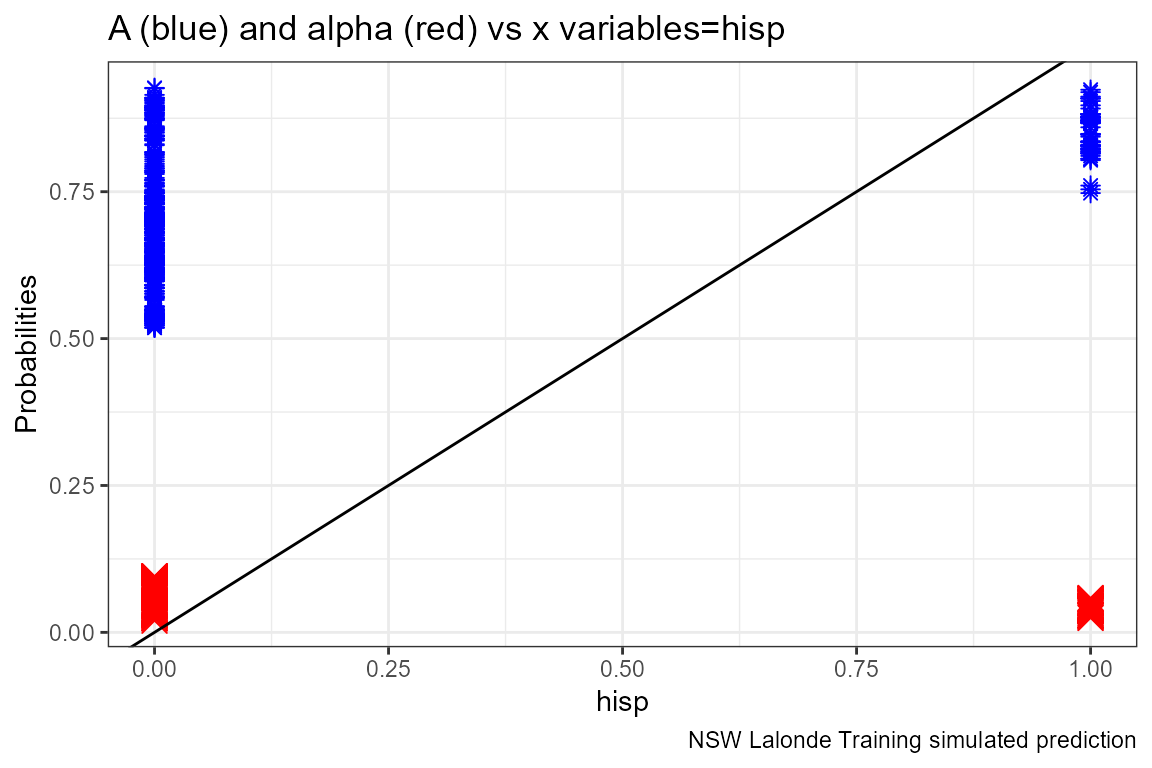 A (blue) and alpha (red) vs x variables=hisp
Probabilities
0.75
0.50
0.25
0.00
0.00 0.25 0.50 0.75 1.00
hisp
NSW Lalonde Training simulated prediction